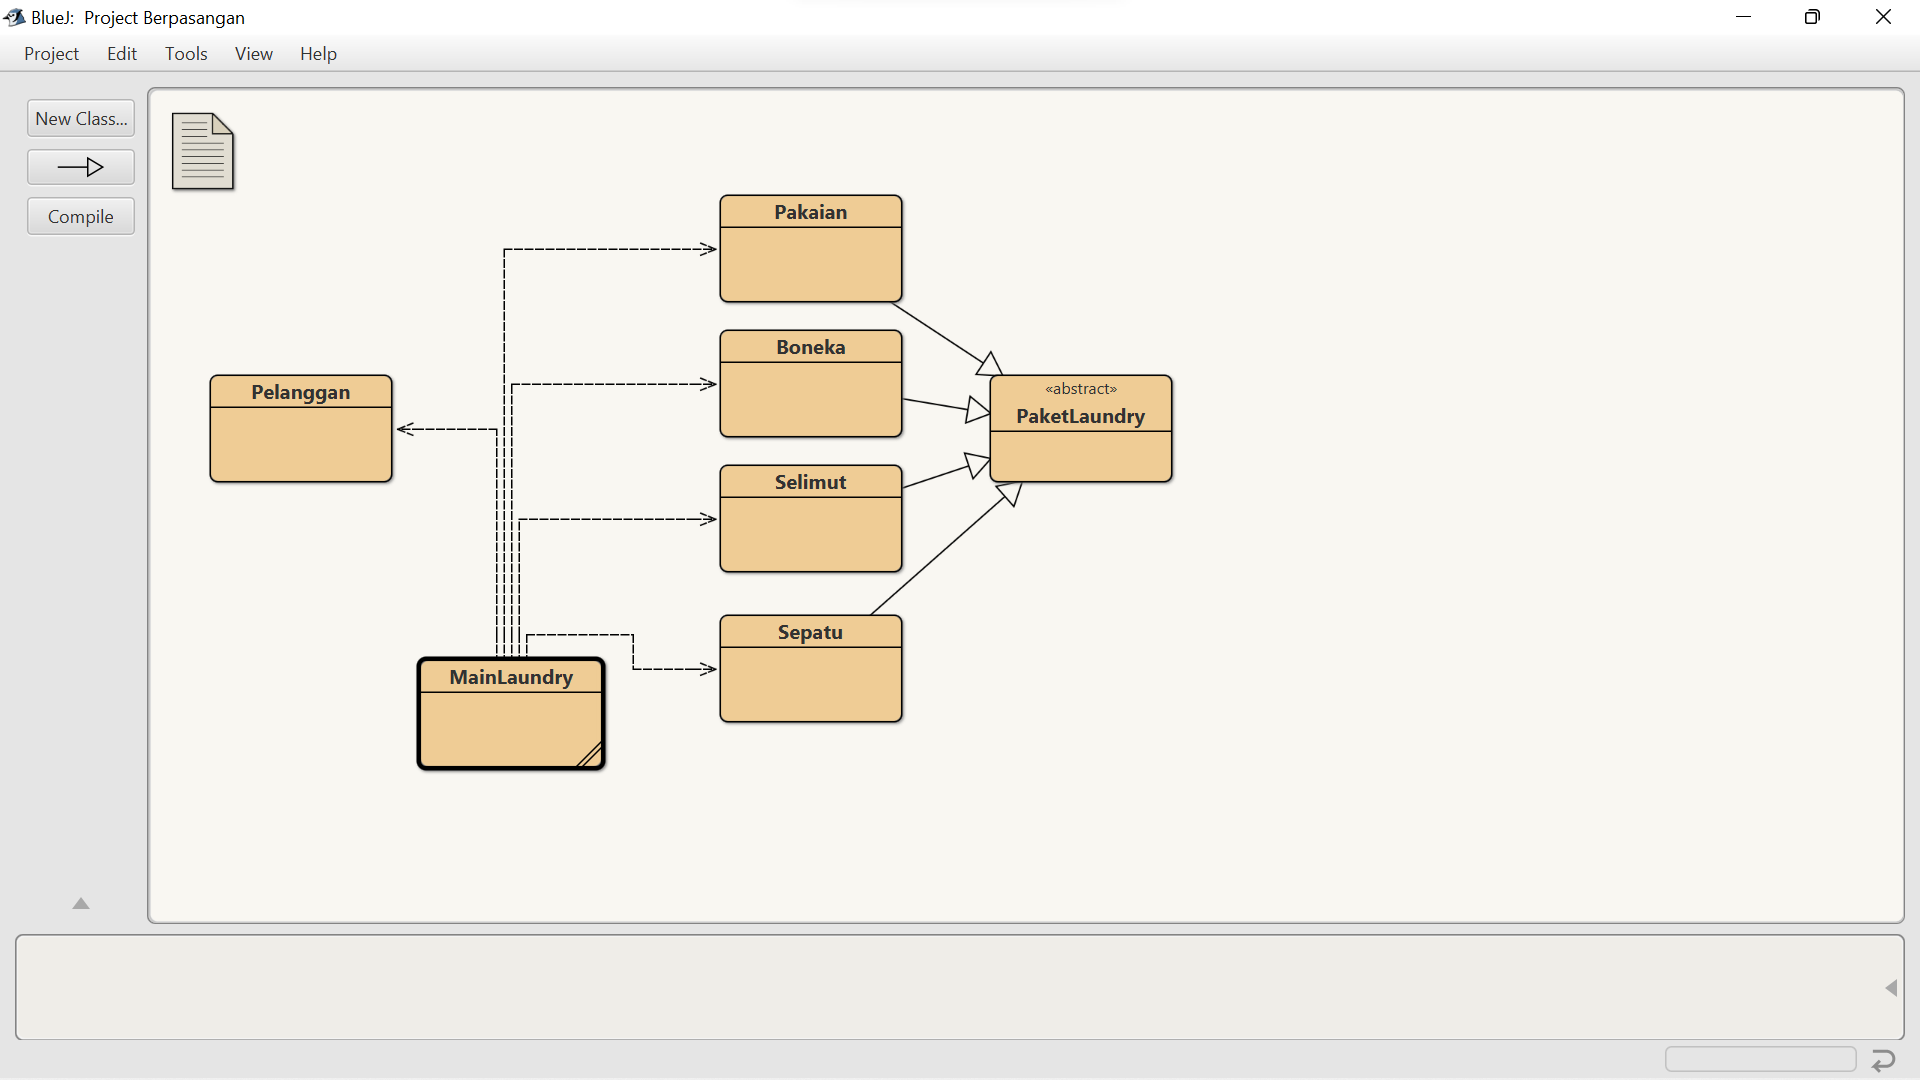 BlueJ: Project Berpasangan
Project Edit Tools View Help
New Class...
Compile
Pakaian
Boneka
Pelanggan
«abstract»
PaketLaundry
Selimut
Sepatu
MainLaundry